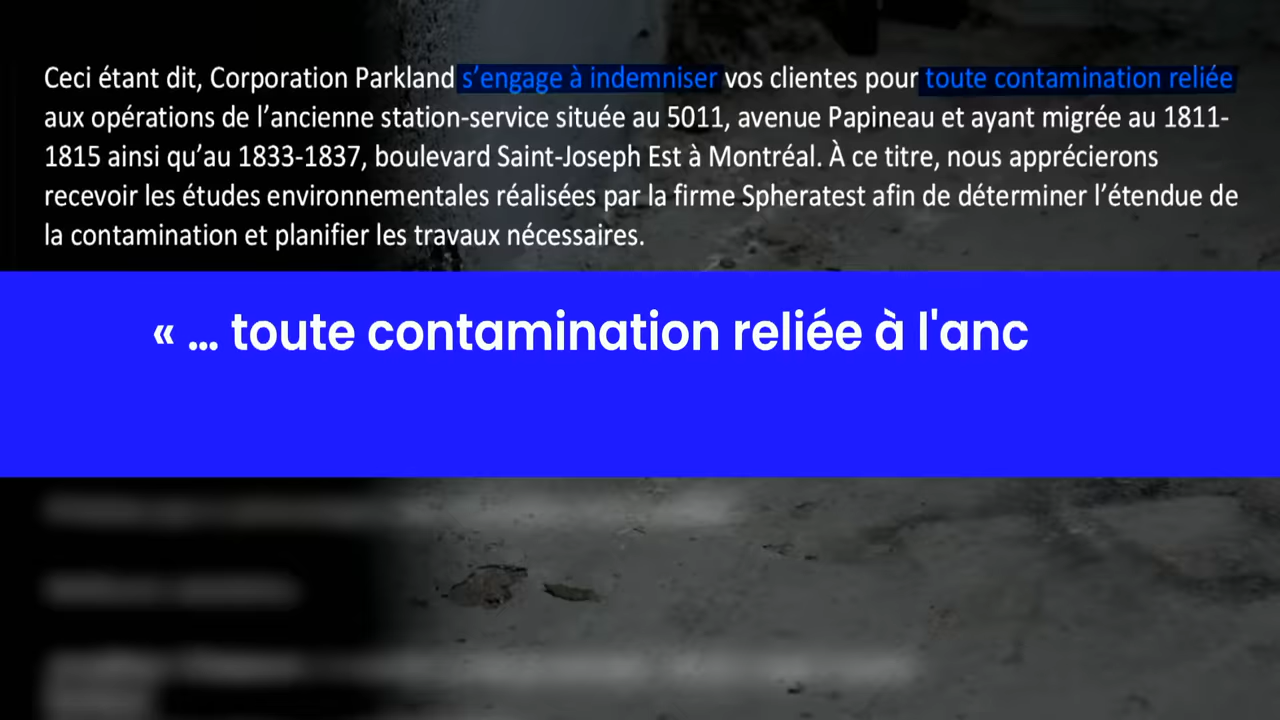 Ceci étant dit, Corporation Parkland s’engage à indemniser vos clientes pour toute contamination reliée
aux opérations de l’ancienne station-service située au 5011, avenue Papineau et ayant migrée au 1811-
1815 ainsi qu’au 1833-1837, boulevard Saint-Joseph Est à Montréal. À ce titre, nous apprécierons
recevoir les études environnementales réalisées par la firme Spheratest afin de déterminer l’étendue de
la contamination et planifier les travaux nécessaires.
« ... toute contamination reliée à l'anc